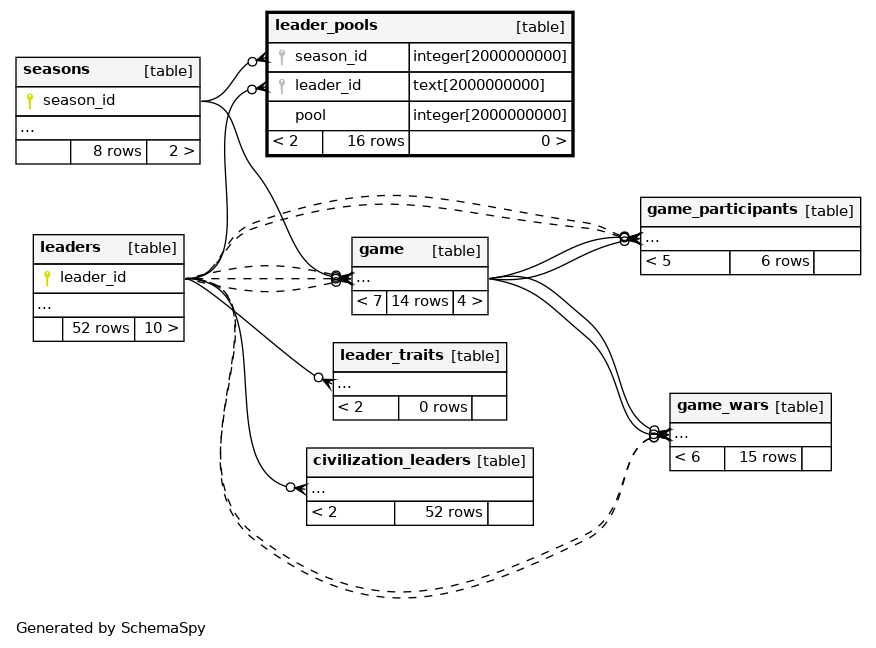 leader_pools [table]
season_id integer[2000000000]
leader_id text[2000000000]
pool integer[2000000000]
< 2 16 rows 0 >
seasons [table]
season_id
...
8 rows 2 >
game_participants [table]
...
< 5 6 rows
leaders [table]
leader_id
...
52 rows 10 >
game [table]
...
< 7 14 rows 4 >
leader_traits [table]
...
< 2 0 rows
game_wars [table]
...
< 6 15 rows
civilization_leaders [table]
...
< 2 52 rows
Generated by SchemaSpy